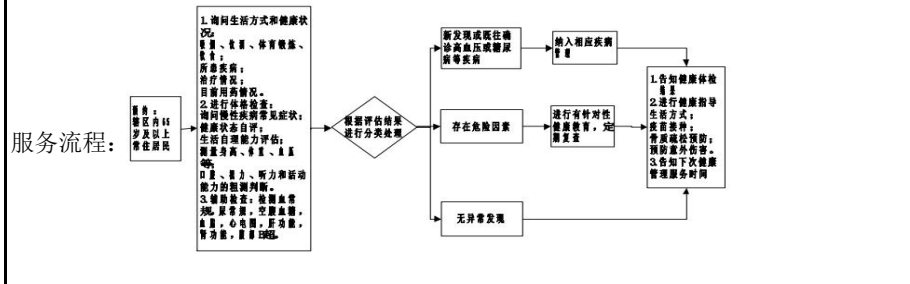 服务流程：
预约：
辖区内65
岁及以上
常住居民
1.询问生活方式和健康状
况：
吸烟、饮酒、体育锻炼、
饮食；
所患疾病；
治疗情况；
目前用药情况。
2.进行体格检查：
询问慢性疾病常见症状；
健康状态自评；
生活自理能力评估；
测量身高、体重、血压
等；
口腔、视力、听力和活动
能力的粗测判断。
3.辅助检查：检测血常
规，尿常规，空腹血糖，
血脂，心电图，肝功能，
肾功能，腹部B超。
根据评估结果
进行分类处理
新发现或既往确
诊高血压或糖尿
病等疾病
纳入相应疾病
管理
存在危险因素
进行有针对性
健康教育，定
期复查
无异常发现
1.告知健康体检
结果
2.进行健康指导
生活方式；
疫苗接种；
骨质疏松预防；
预防意外伤害。
3.告知下次健康
管理服务时间